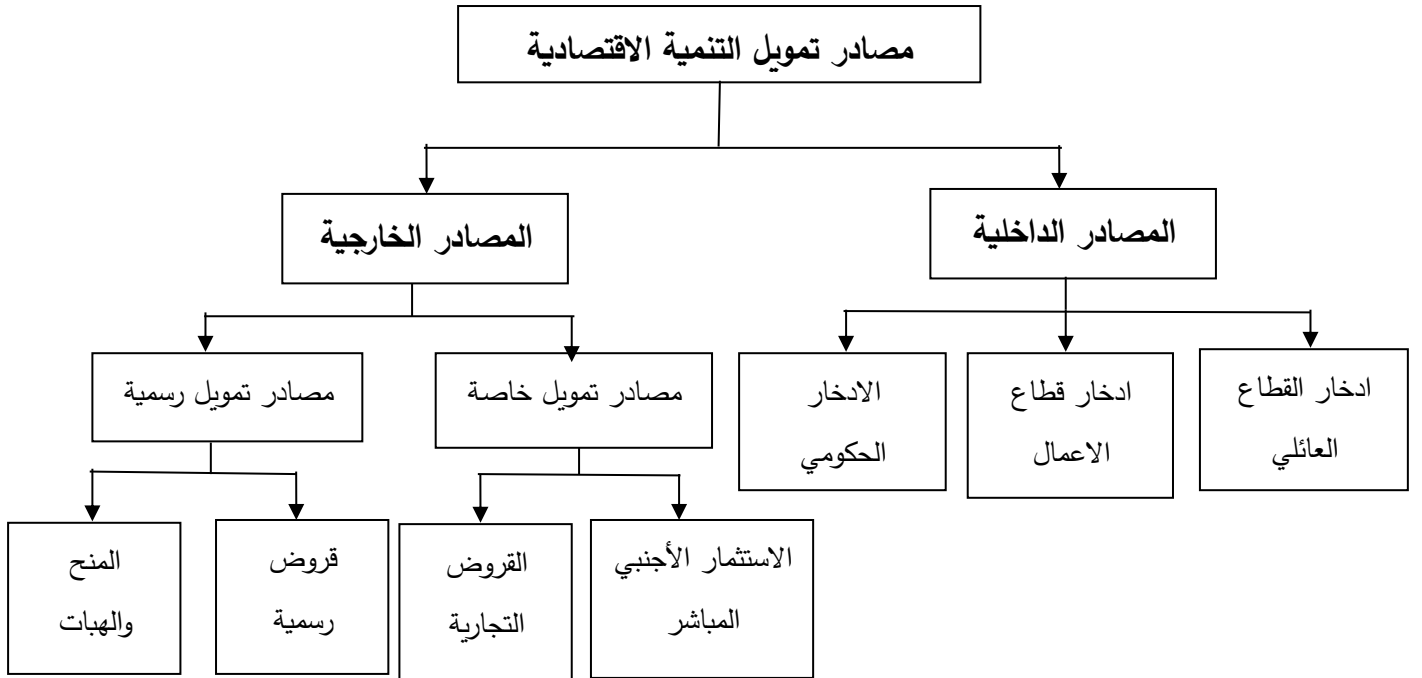 مصادر تمويل التنمية الاقتصادية
المصادر الداخلية
المصادر الخارجية
ادخار القطاع
العائلي
ادخار قطاع
الاعمال
الادخار
الحكومي
مصادر تمويل خاصة
مصادر تمويل رسمية
الاستثمار الأجنبي
المباشر
القروض
التجارية
قروض
رسمية
المنح
والهبات